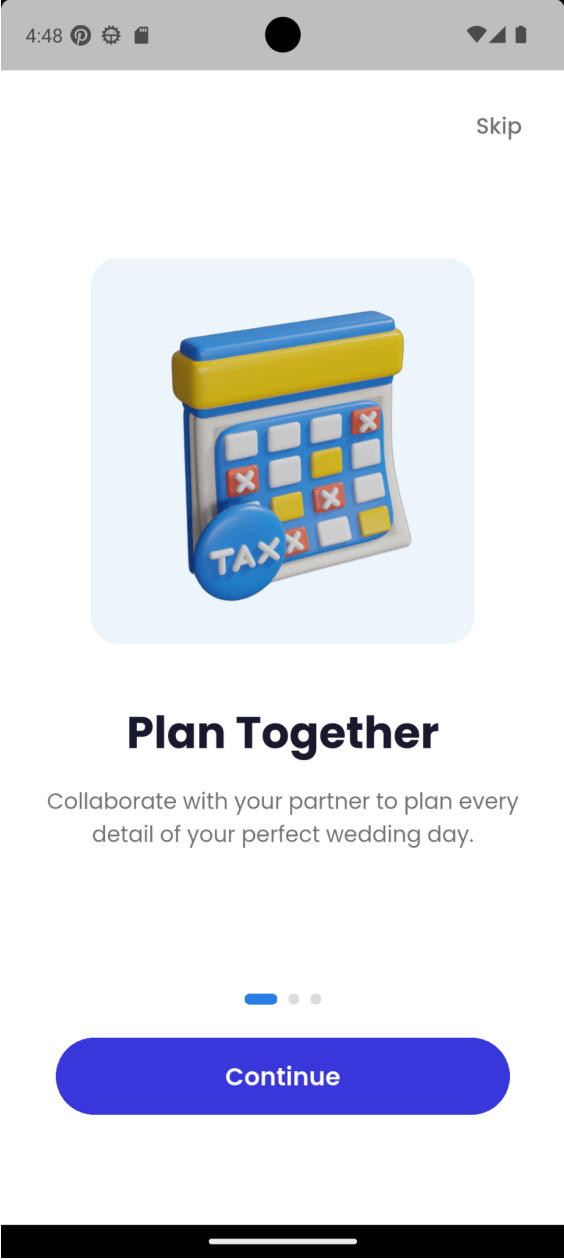 4:48
Skip
TAX
Plan Together
Collaborate with your partner to plan every
detail of your perfect wedding day.
Continue